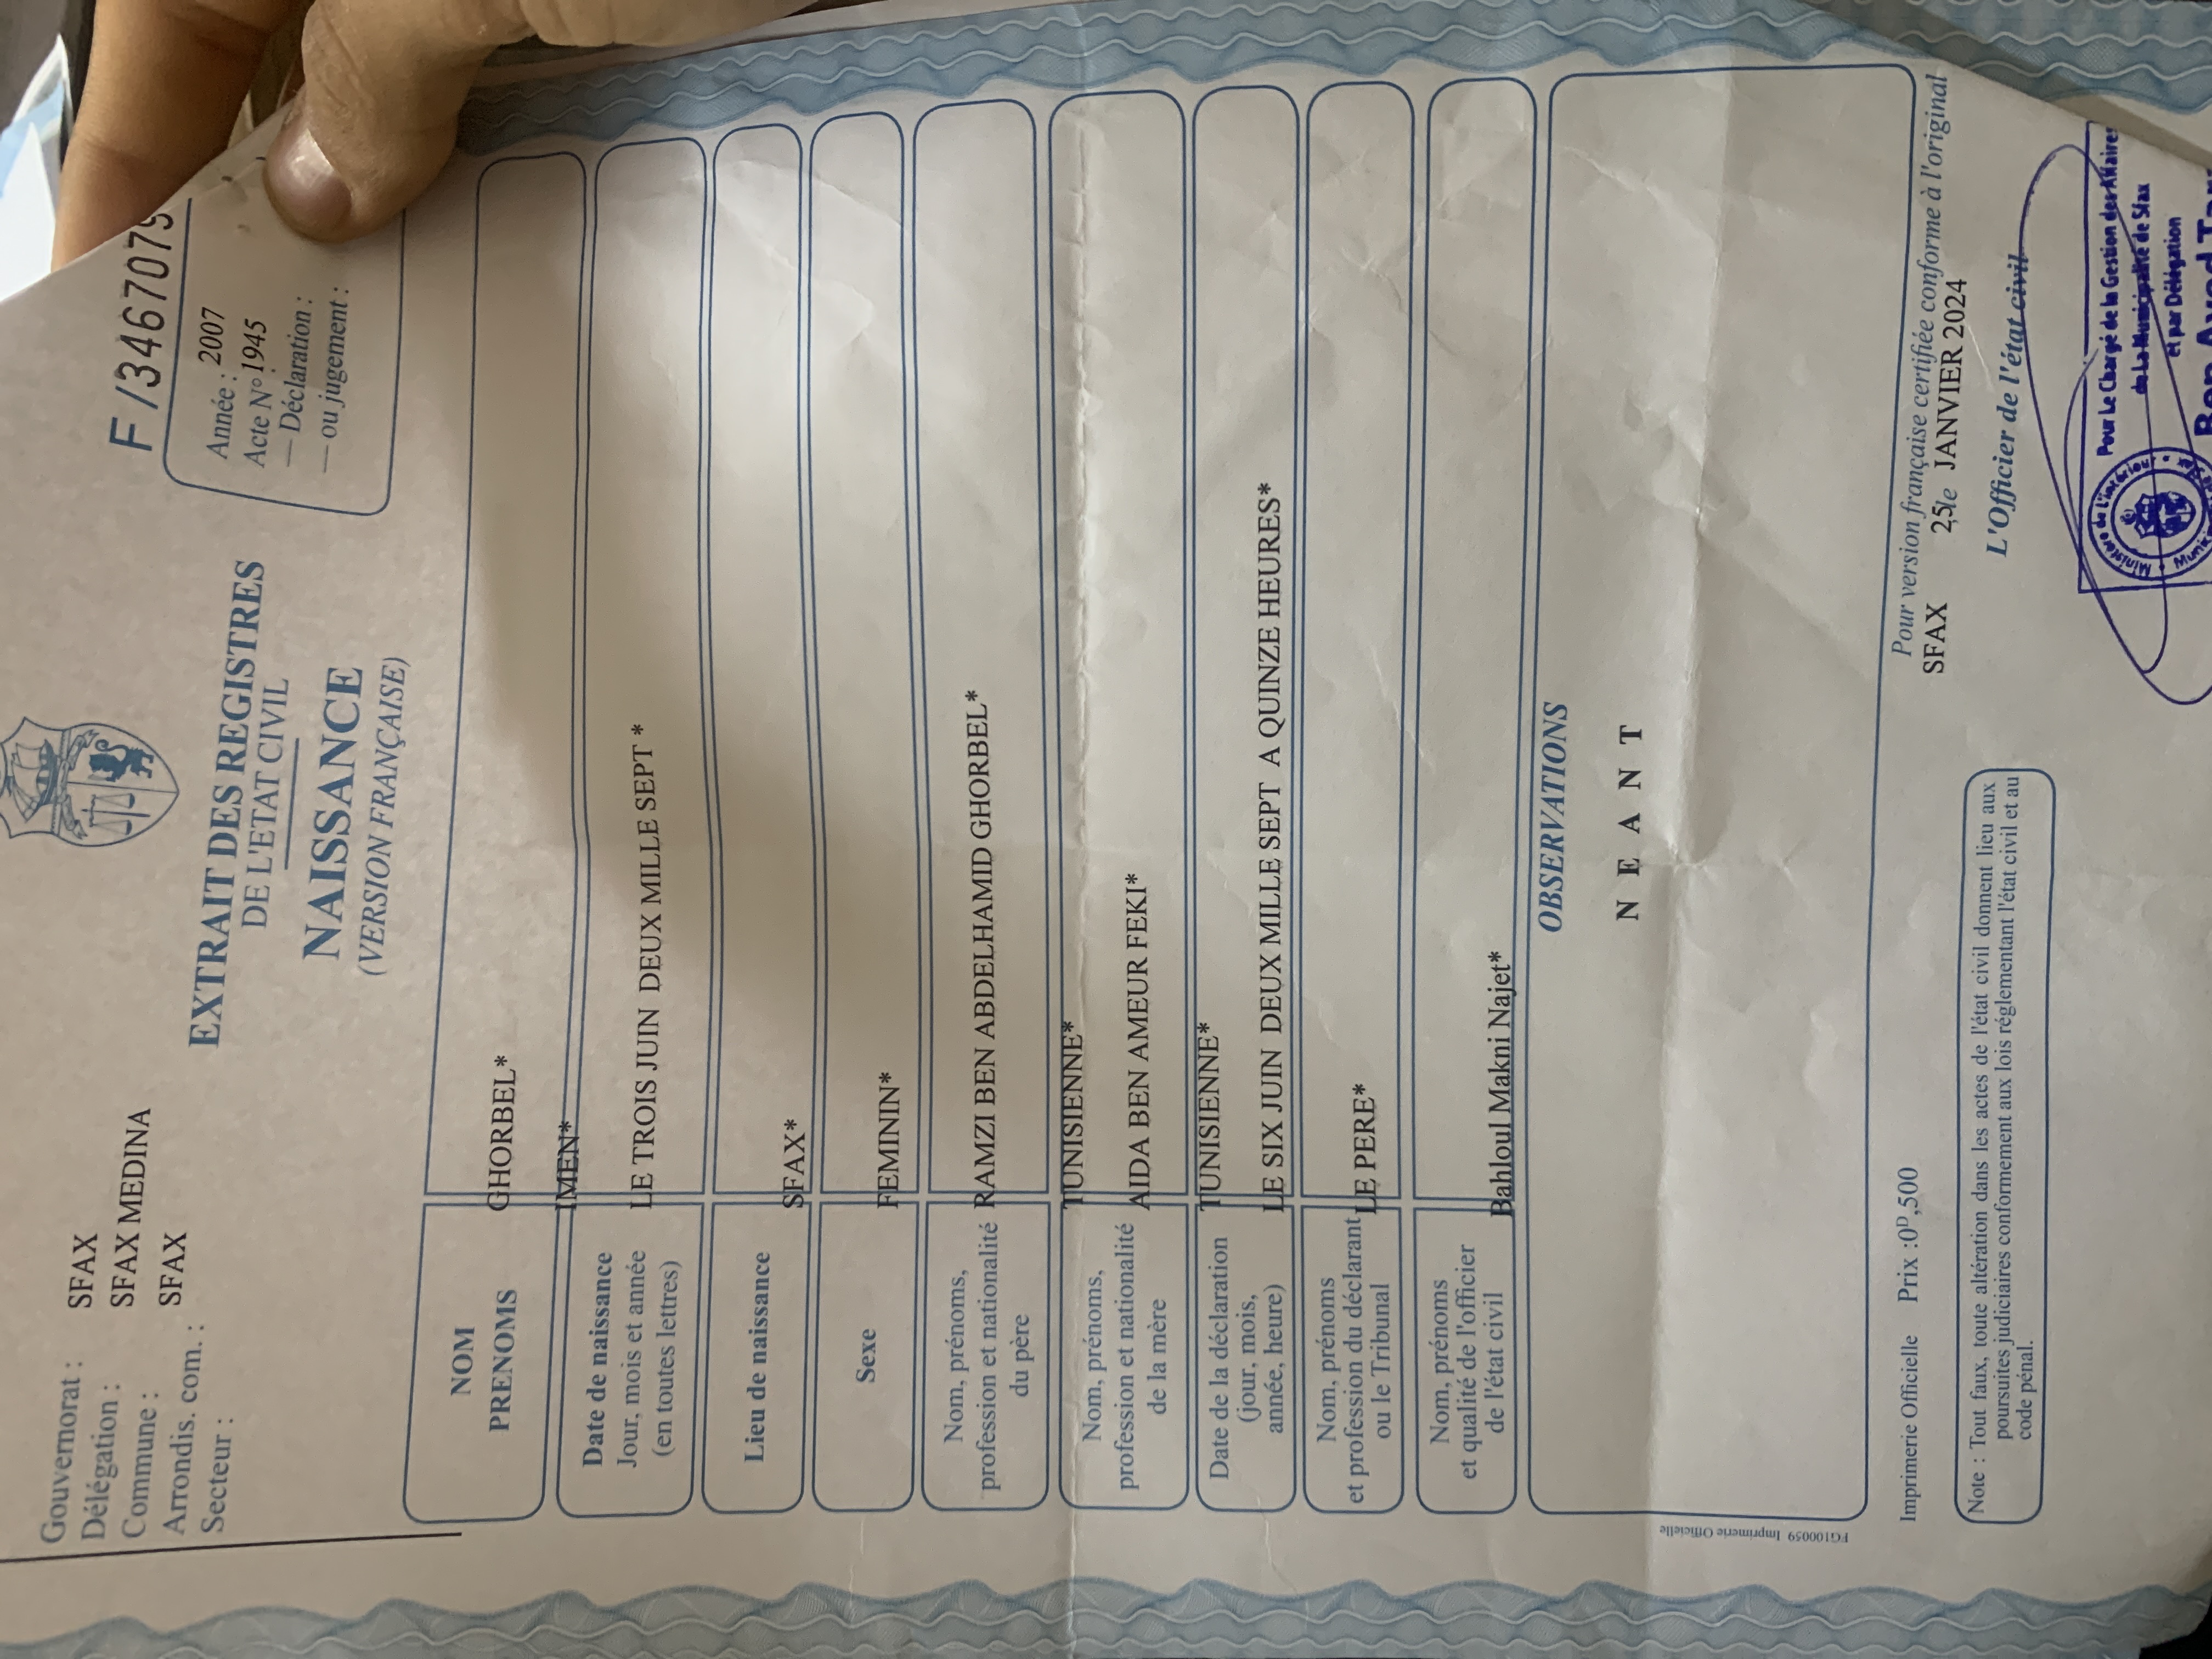 Gouvernorat : SFAX
Délégation : SFAX MEDINA
Commune : SFAX
Arrondis. com. :
Secteur :
F /3467079
Année : 2007
Acte N° 1945
— Déclaration :
— ou jugement :
EXTRAIT DES REGISTRES
DE L'ETAT CIVIL
NAISSANCE
(VERSION FRANÇAISE)
NOM
PRENOMS
GHORBEL*
IMEN*
Date de naissance
Jour, mois et année
(en toutes lettres)
LE TROIS JUIN DEUX MILLE SEPT *
Lieu de naissance
SFAX*
Sexe
FEMININ*
Nom, prénoms,
profession et nationalité
du père
RAMZI BEN ABDELHAMID GHORBEL*
TUNISIENNE*
Nom, prénoms,
profession et nationalité
de la mère
AIDA BEN AMEUR FEKI*
TUNISIENNE*
Date de la déclaration
(jour, mois,
année, heure)
LE SIX JUIN DEUX MILLE SEPT A QUINZE HEURES*
Nom, prénoms
et profession du déclarant
ou le Tribunal
LE PERE*
Nom, prénoms
et qualité de l'officier
de l'état civil
Bahloul Makni Najet*
OBSERVATIONS
N E A N T
FG100059 Imprimerie Officielle
Imprimerie Officielle Prix :0D,500
Pour version française certifiée conforme à l'original
SFAX 25le JANVIER 2024
L'Officier de l'état civil
Note : Tout faux, toute altération dans les actes de l'état civil donnent lieu aux
poursuites judiciaires conformement aux lois réglementant l'état civil et au
code pénal.
Pour Le Chargé de la Gestion des Affaires
de La Municipalité de Sfax
et par Délégation
Ministère de L'intérieur